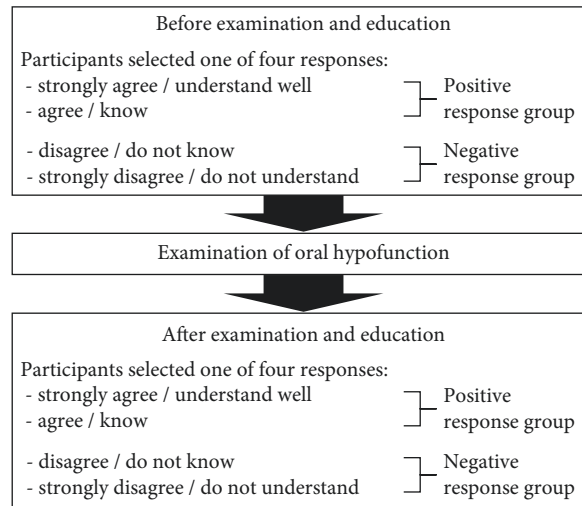 Before examination and education
Participants selected one of four responses:
- strongly agree / understand well
- agree / know
Positive
response group
- disagree / do not know
- strongly disagree / do not understand
Negative
response group
Examination of oral hypofunction
After examination and education
Participants selected one of four responses:
- strongly agree / understand well
- agree / know
Positive
response group
- disagree / do not know
- strongly disagree / do not understand
Negative
response group